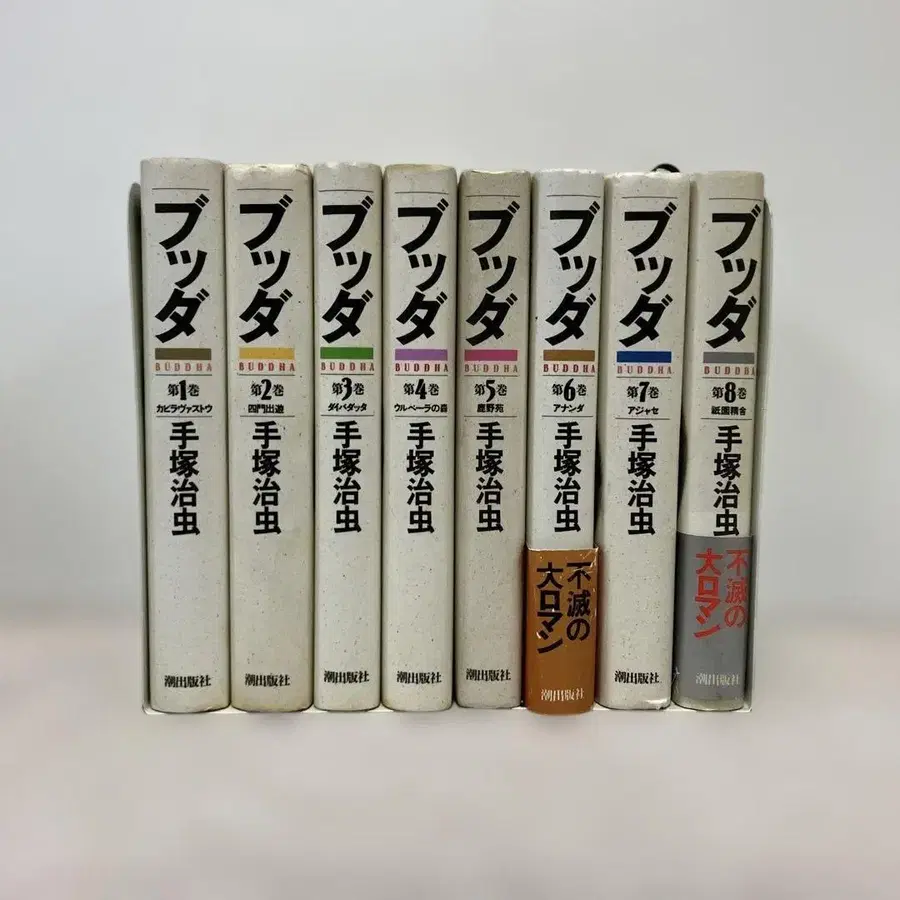 ブッダ
BUDDHA
第1巻
カピラヴァストウ
手塚治虫
潮出版社
ブッダ
BUDDHA
第2巻
四門出遊
手塚治虫
潮出版社
ブッダ
BUDDHA
第3巻
ダイバダッタ
手塚治虫
潮出版社
ブッダ
BUDDHA
第4巻
ウルベーラの森
手塚治虫
潮出版社
ブッダ
BUDDHA
第5巻
鹿野苑
手塚治虫
潮出版社
ブッダ
BUDDHA
第6巻
アナンダ
手塚治虫
不滅の
大ロマン
潮出版社
ブッダ
BUDDHA
第7巻
アジャセ
手塚治虫
潮出版社
ブッダ
BUDDHA
第8巻
祇園精舎
手塚治虫
不滅の
大ロマン
潮出版社